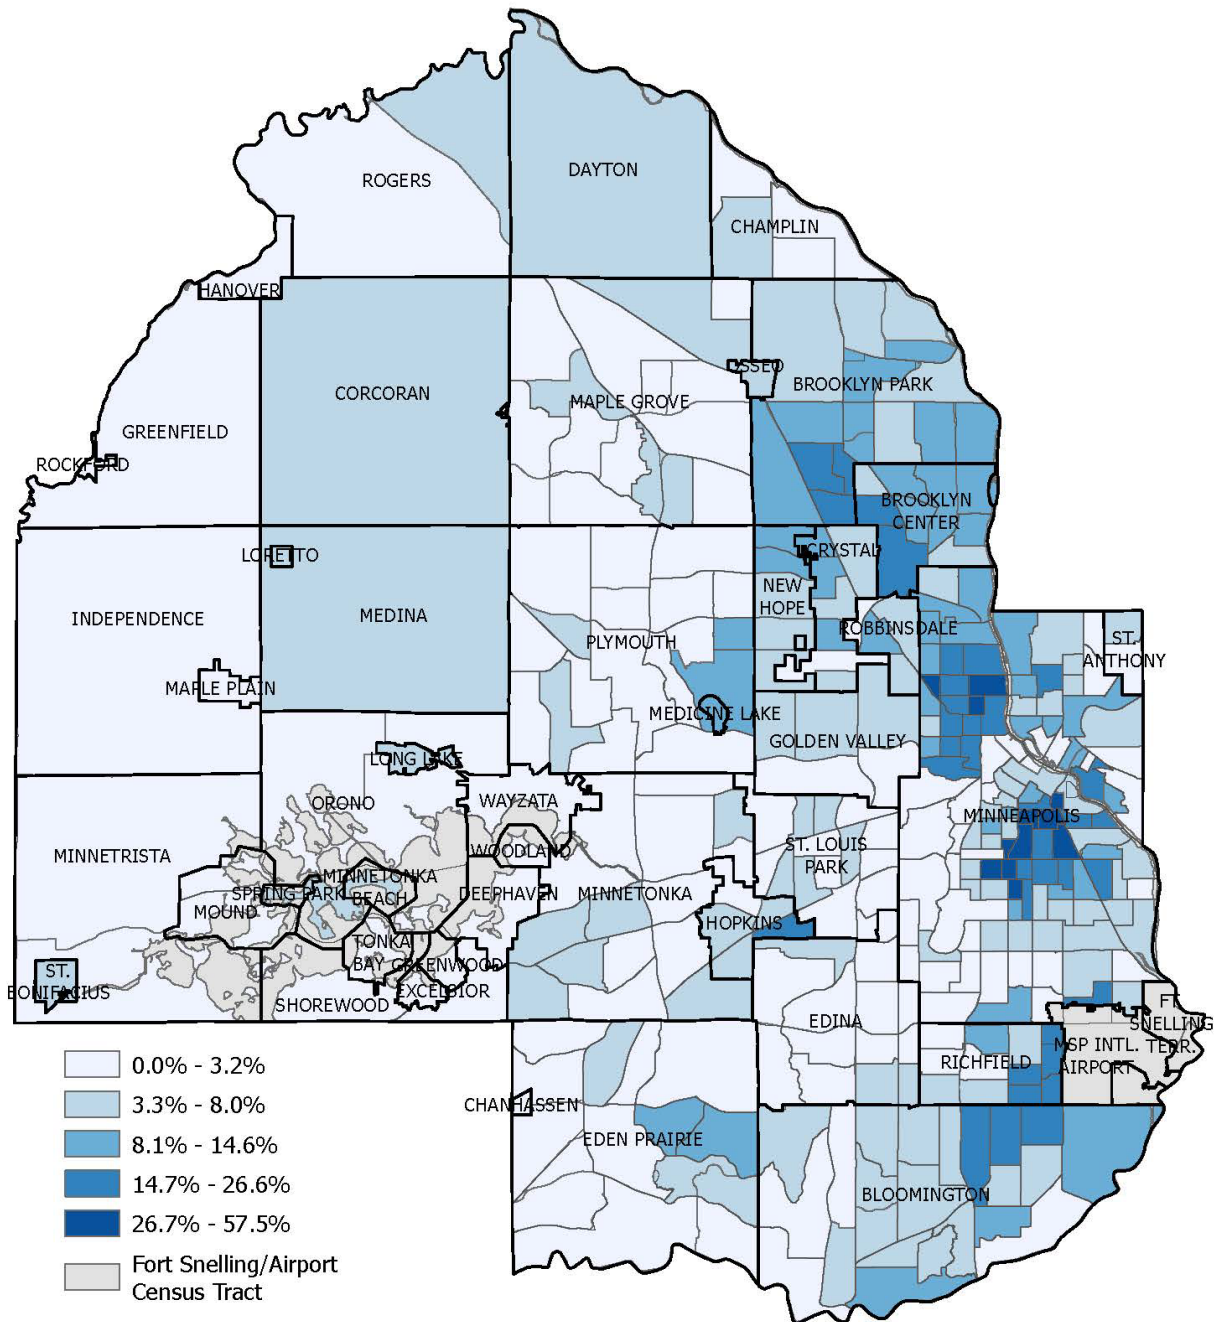 ROGERS
DAYTON
CHAMPLIN
HANOVER
CORCORAN
OSSEO
BROOKLYN PARK
MAPLE GROVE
GREENFIELD
ROCKFORD
BROOKLYN
CENTER
LORETTO
CRYSTAL
NEW
HOPE
INDEPENDENCE
MEDINA
PLYMOUTH
ROBBINSDALE
ST.
ANTHONY
MAPLE PLAIN
MEDICINE LAKE
GOLDEN VALLEY
LONG LAKE
ORONO
WAYZATA
MINNEAPOLIS
MINNETRISTA
WOODLAND
ST. LOUIS
PARK
MINNETONKA
BEACH
SPRING PARK
DEEPHAVEN
MINNETONKA
MOUND
HOPKINS
TONKA
BAY
GREENWOOD
ST.
BONIFACIUS
EXCELSIOR
SHOREWOOD
EDINA
FT.
SNELLING
TERR.
MSP INTL.
AIRPORT
RICHFIELD
CHANHASSEN
EDEN PRAIRIE
BLOOMINGTON
0.0% - 3.2%
3.3% - 8.0%
8.1% - 14.6%
14.7% - 26.6%
26.7% - 57.5%
Fort Snelling/Airport
Census Tract